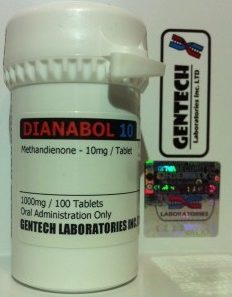 DIANABOL 10
Methandienone - 10mg / Tablet
1000mg / 100 Tablets
Oral Administration Only
GENTECH LABORATORIES INC.
GENTECH
Laboratories Inc. LTD
LABORATORIES